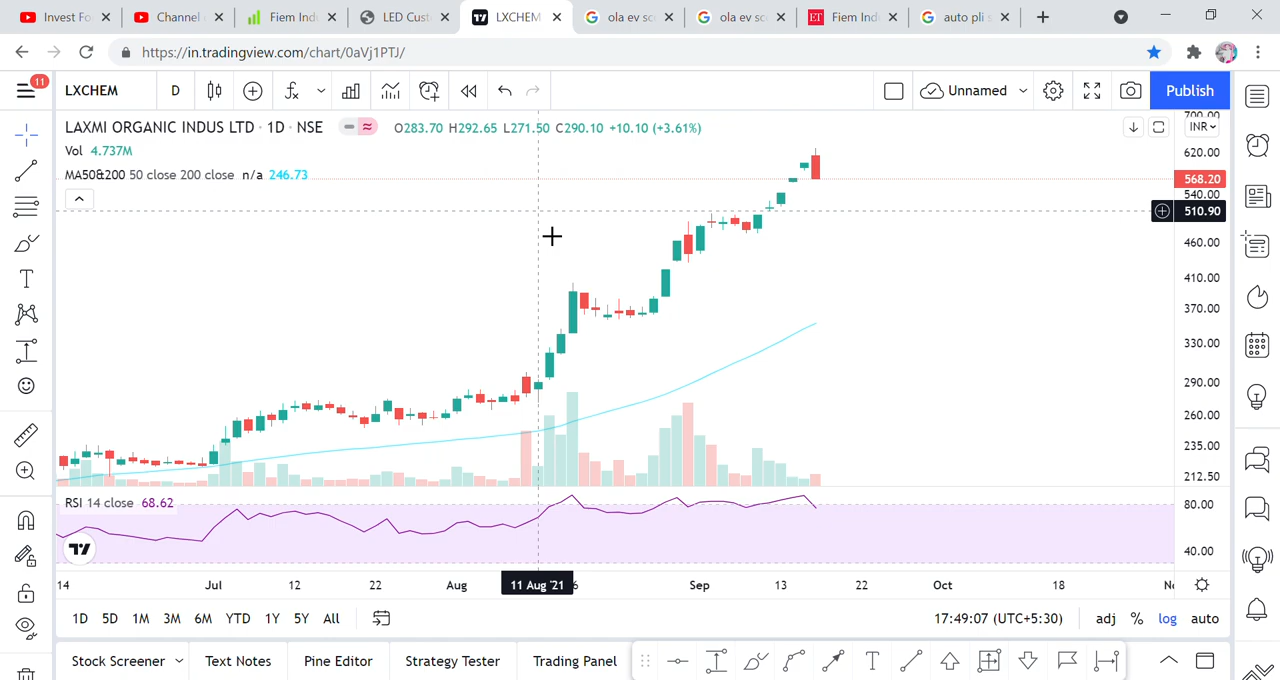 Invest Fo
Channel
Fiem Indu
LED Cust
LXCHEM
ola ev sc
ola ev sc
ET Fiem Ind
auto pli s
https://in.tradingview.com/chart/0aVj1PTJ/
11
LXCHEM D Unnamed Publish
LAXMI ORGANIC INDUS LTD · 1D · NSE O283.70 H292.65 L271.50 C290.10 +10.10 (+3.61%)
Vol 4.737M
MA50&200 50 close 200 close n/a 246.73
700.00
INR
620.00
568.20
540.00
510.90
460.00
410.00
370.00
330.00
290.00
260.00
235.00
212.50
RSI 14 close 68.62
80.00
40.00
14 Jul 12 22 Aug 11 Aug '21 6 Sep 13 22 Oct 18
1D 5D 1M 3M 6M YTD 1Y 5Y All 17:49:07 (UTC+5:30) adj % log auto
Stock Screener Text Notes Pine Editor Strategy Tester Trading Panel